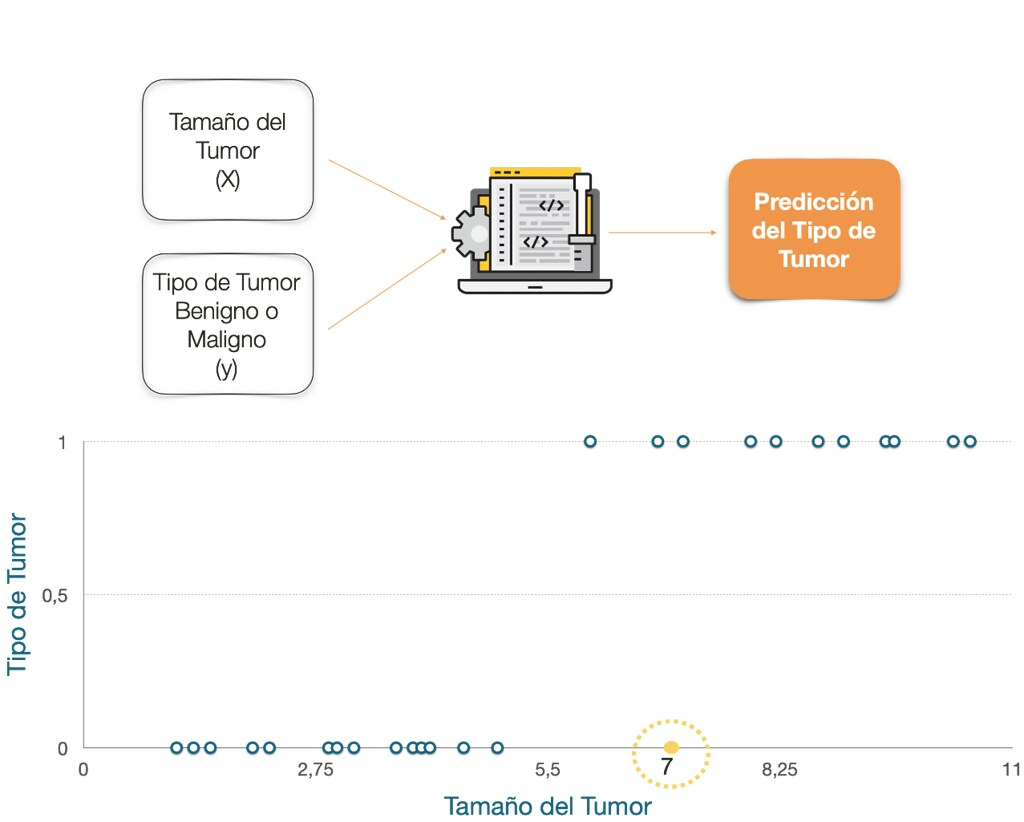 Tamaño del
Tumor
(X)
Tipo de Tumor
Benigno o
Maligno
(y)
</>
</>
Predicción
del Tipo de
Tumor
Tipo de Tumor
1
0,5
0
0
2,75
5,5
7
8,25
11
Tamaño del Tumor